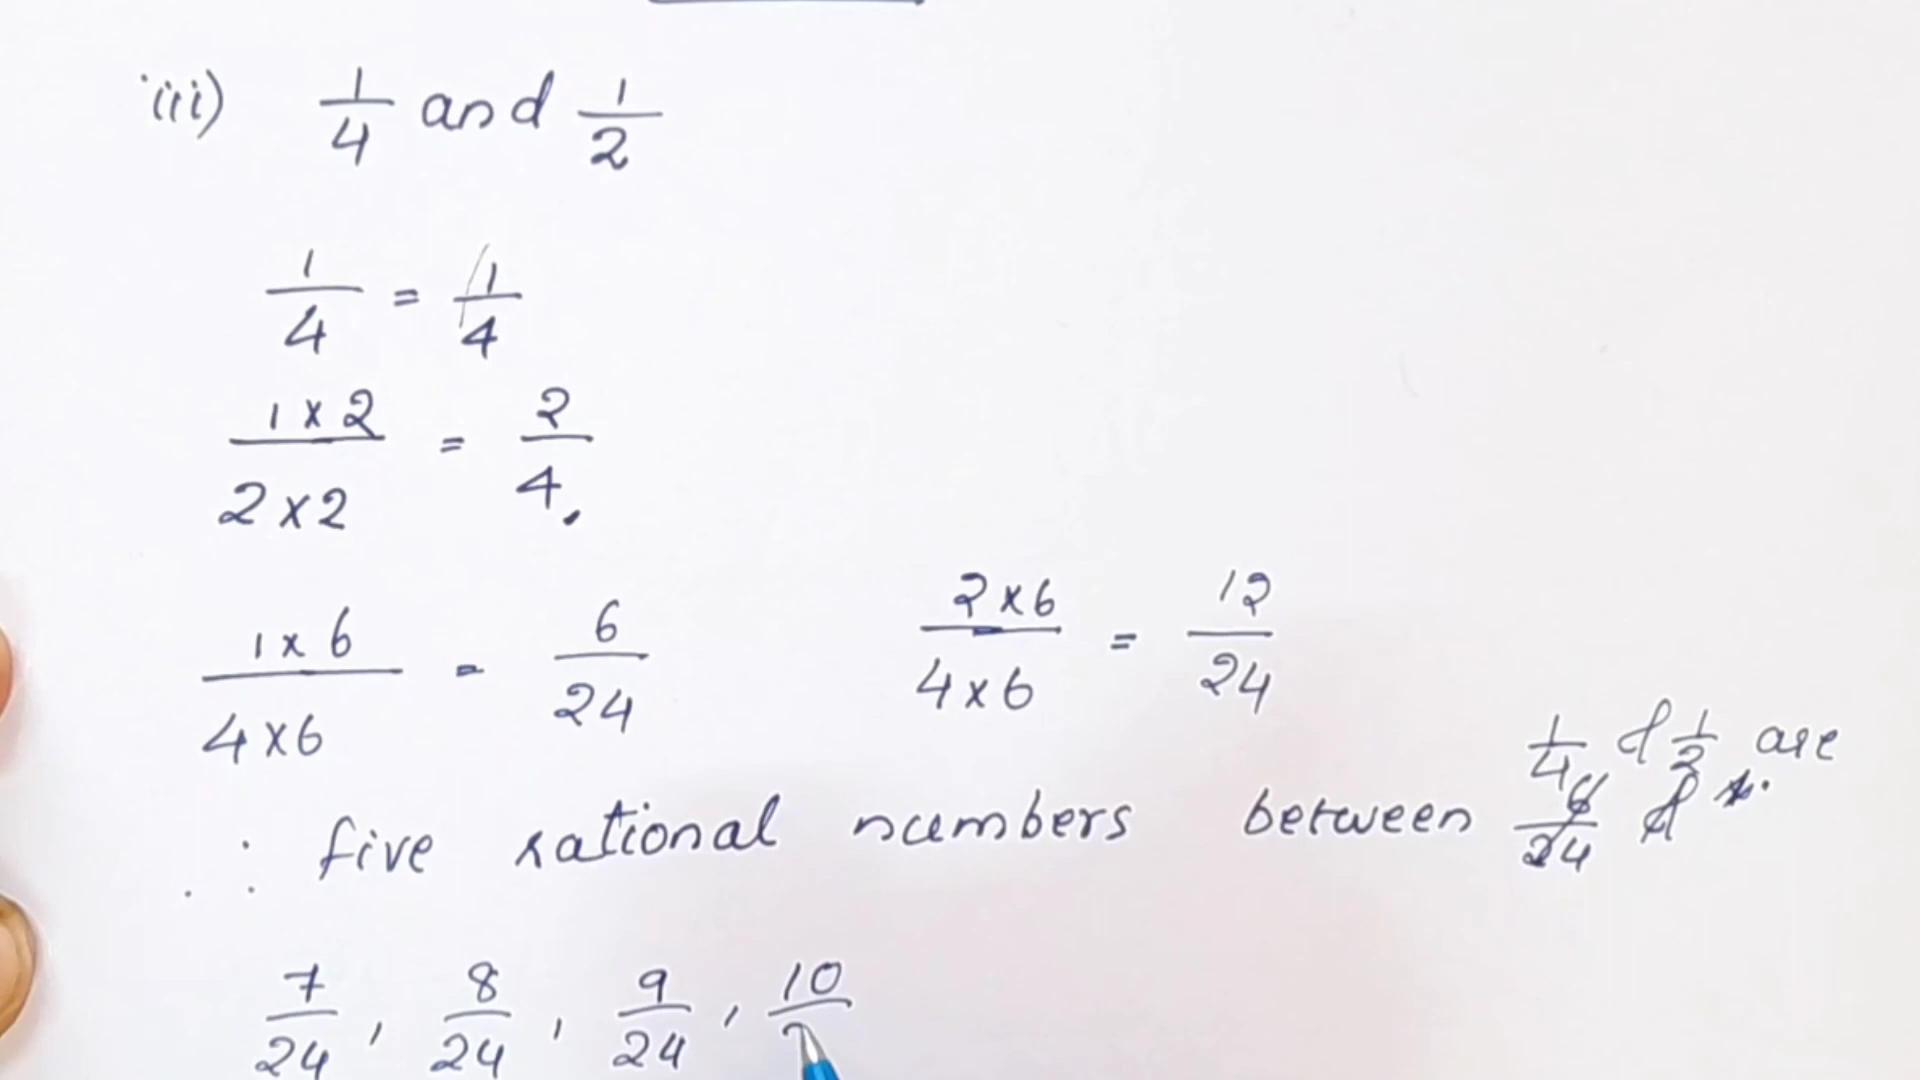 iii) 1/4 and 1/2
1/4 = 1/4
1 x 2 / 2 x 2 = 2/4.
1 x 6 / 4 x 6 = 6/24    2 x 6 / 4 x 6 = 12/24
∴ five rational numbers between 1/4 & 1/2 are
7/24, 8/24, 9/24, 10/2